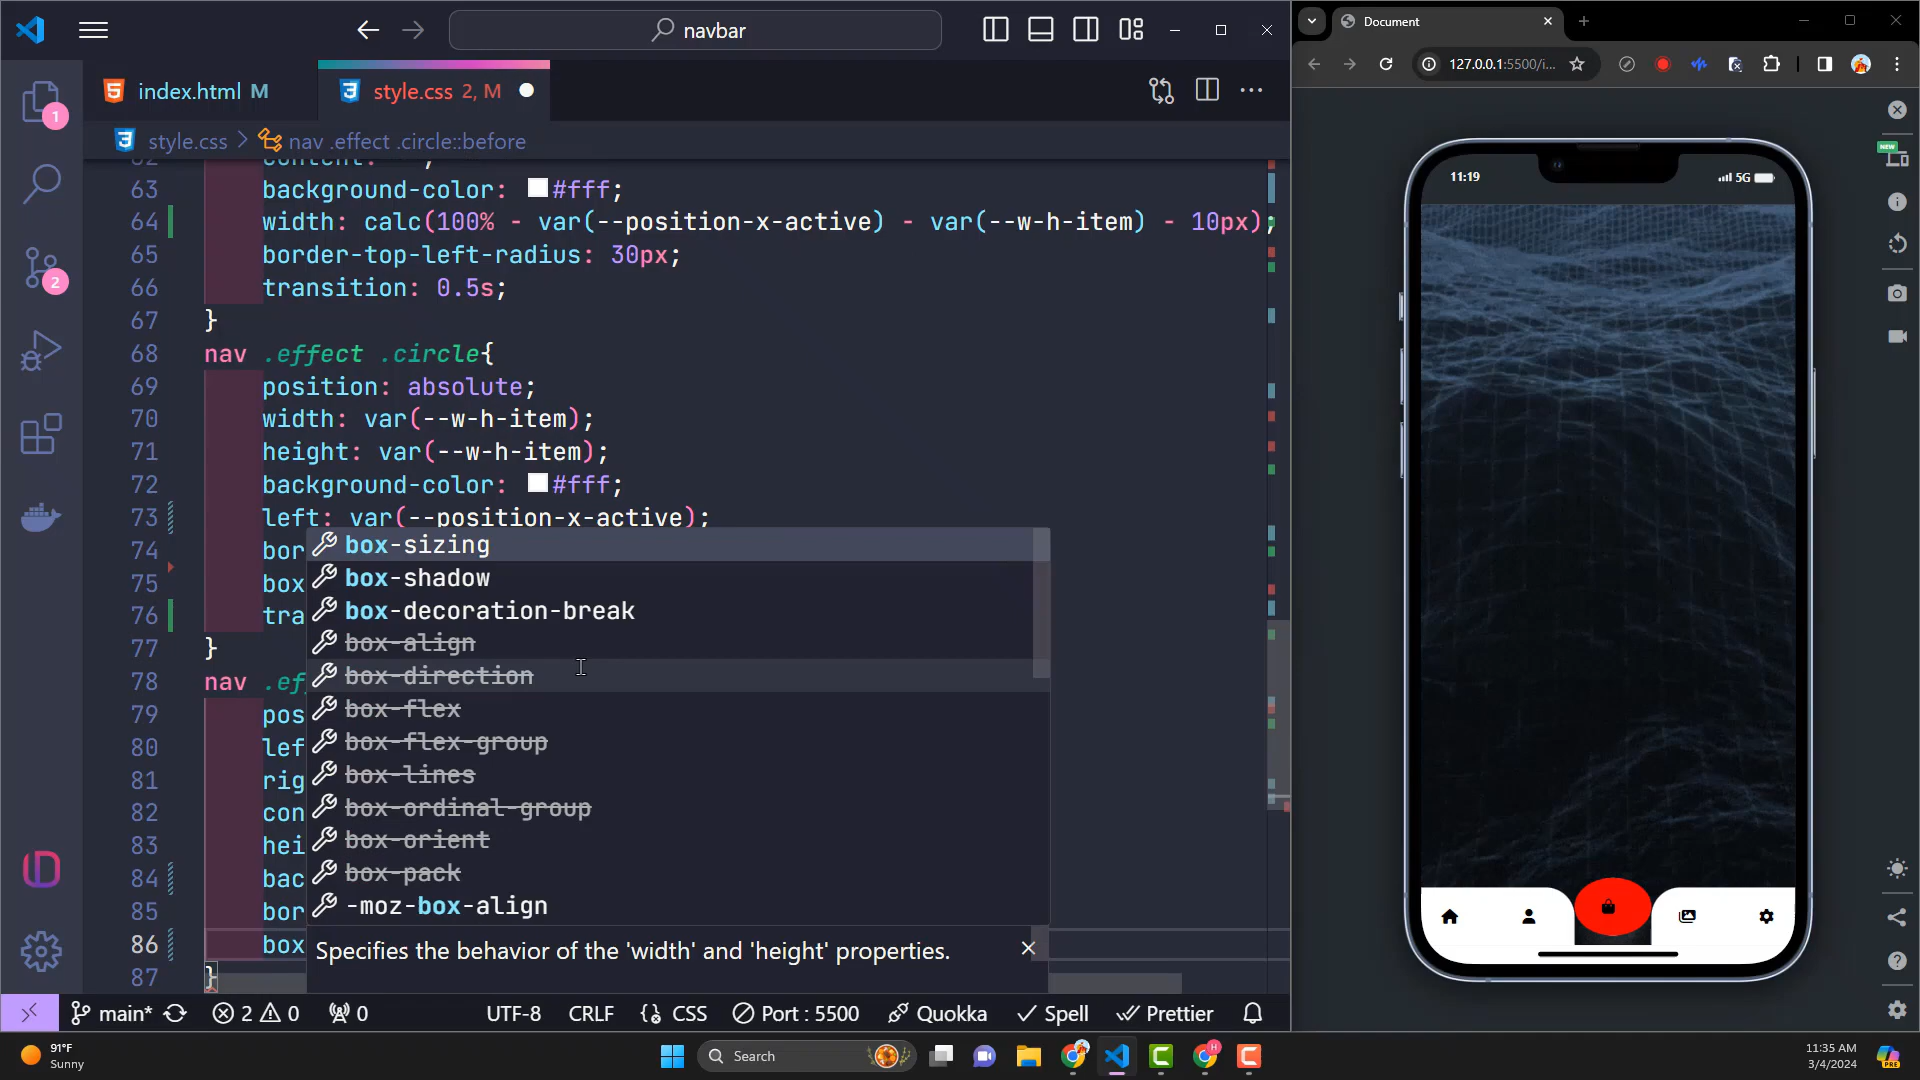 navbar
index.html M
style.css 2, M
style.css > nav .effect .circle::before
63 background-color: #fff;
64 width: calc(100% - var(--position-x-active) - var(--w-h-item) - 10px);
65 border-top-left-radius: 30px;
66 transition: 0.5s;
67 }
68 nav .effect .circle{
69 position: absolute;
70 width: var(--w-h-item);
71 height: var(--w-h-item);
72 background-color: #fff;
73 left: var(--position-x-active);
74 bor
75 box
76 tra
77 }
78 nav .ef
79 pos
80 lef
81 rig
82 con
83 hei
84 bac
85 bor
86 box
87 }
box-sizing
box-shadow
box-decoration-break
box-align
box-direction
box-flex
box-flex-group
box-lines
box-ordinal-group
box-orient
box-pack
-moz-box-align
Specifies the behavior of the 'width' and 'height' properties.
1
2
main* 2 0 0 UTF-8 CRLF CSS Port : 5500 Quokka Spell Prettier
Document
127.0.0.1:5500/i...
NEW
11:19 5G
91°F
Sunny
Search
11:35 AM
3/4/2024
PRE